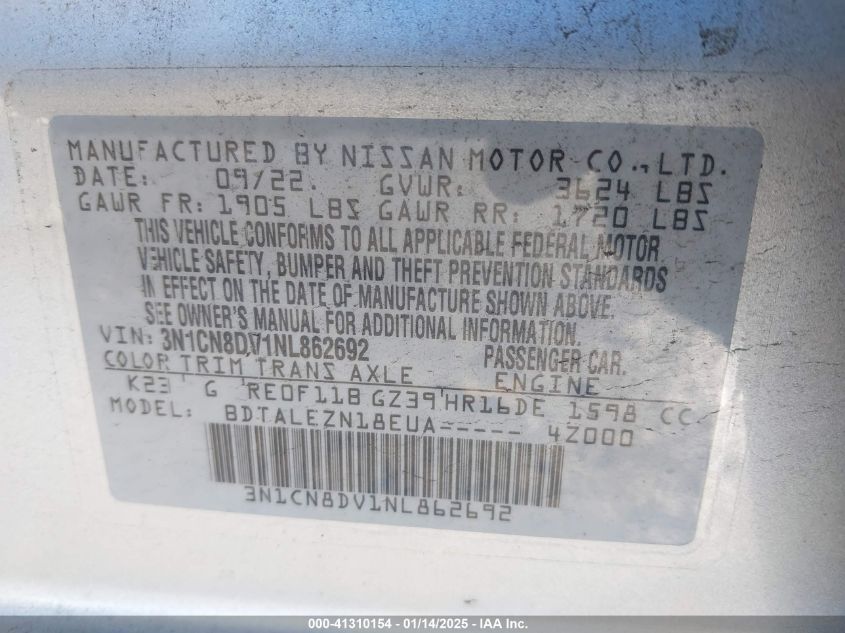 MANUFACTURED BY NISSAN MOTOR CO., LTD.
DATE: 09/22. GVWR: 3624 LBS
GAWR FR: 1905 LBS GAWR RR: 1720 LBS
THIS VEHICLE CONFORMS TO ALL APPLICABLE FEDERAL MOTOR
VEHICLE SAFETY, BUMPER AND THEFT PREVENTION STANDARDS
IN EFFECT ON THE DATE OF MANUFACTURE SHOWN ABOVE.
SEE OWNER'S MANUAL FOR ADDITIONAL INFORMATION.
VIN: 3N1CN8DV1NL862692 PASSENGER CAR.
COLOR TRIM TRANS AXLE ENGINE
K23 G RE0F11B GZ39 HR16DE 1598 CC
MODEL: BDTALEZN18EUA----- 4Z000
3N1CN8DV1NL862692
000-41310154 - 01/14/2025 - IAA Inc.